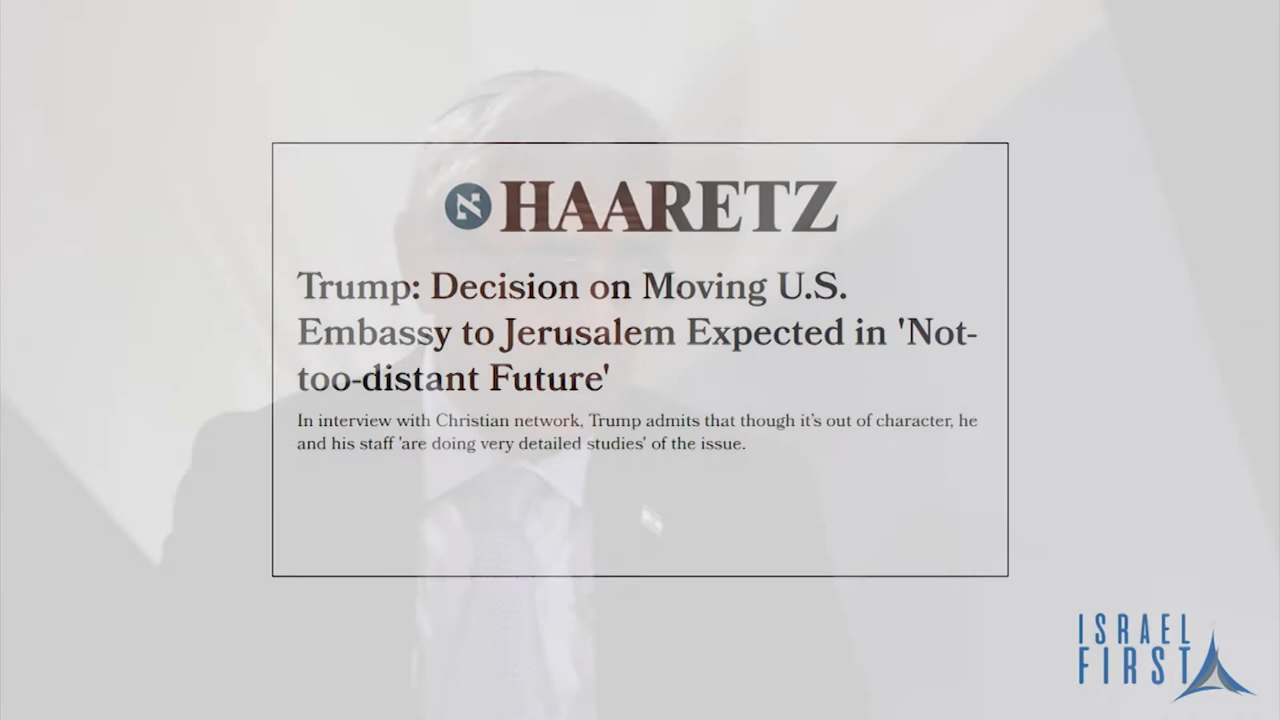 HAARETZ
Trump: Decision on Moving U.S.
Embassy to Jerusalem Expected in 'Not-
too-distant Future'
In interview with Christian network, Trump admits that though it's out of character, he
and his staff 'are doing very detailed studies' of the issue.
ISRAEL
FIRST